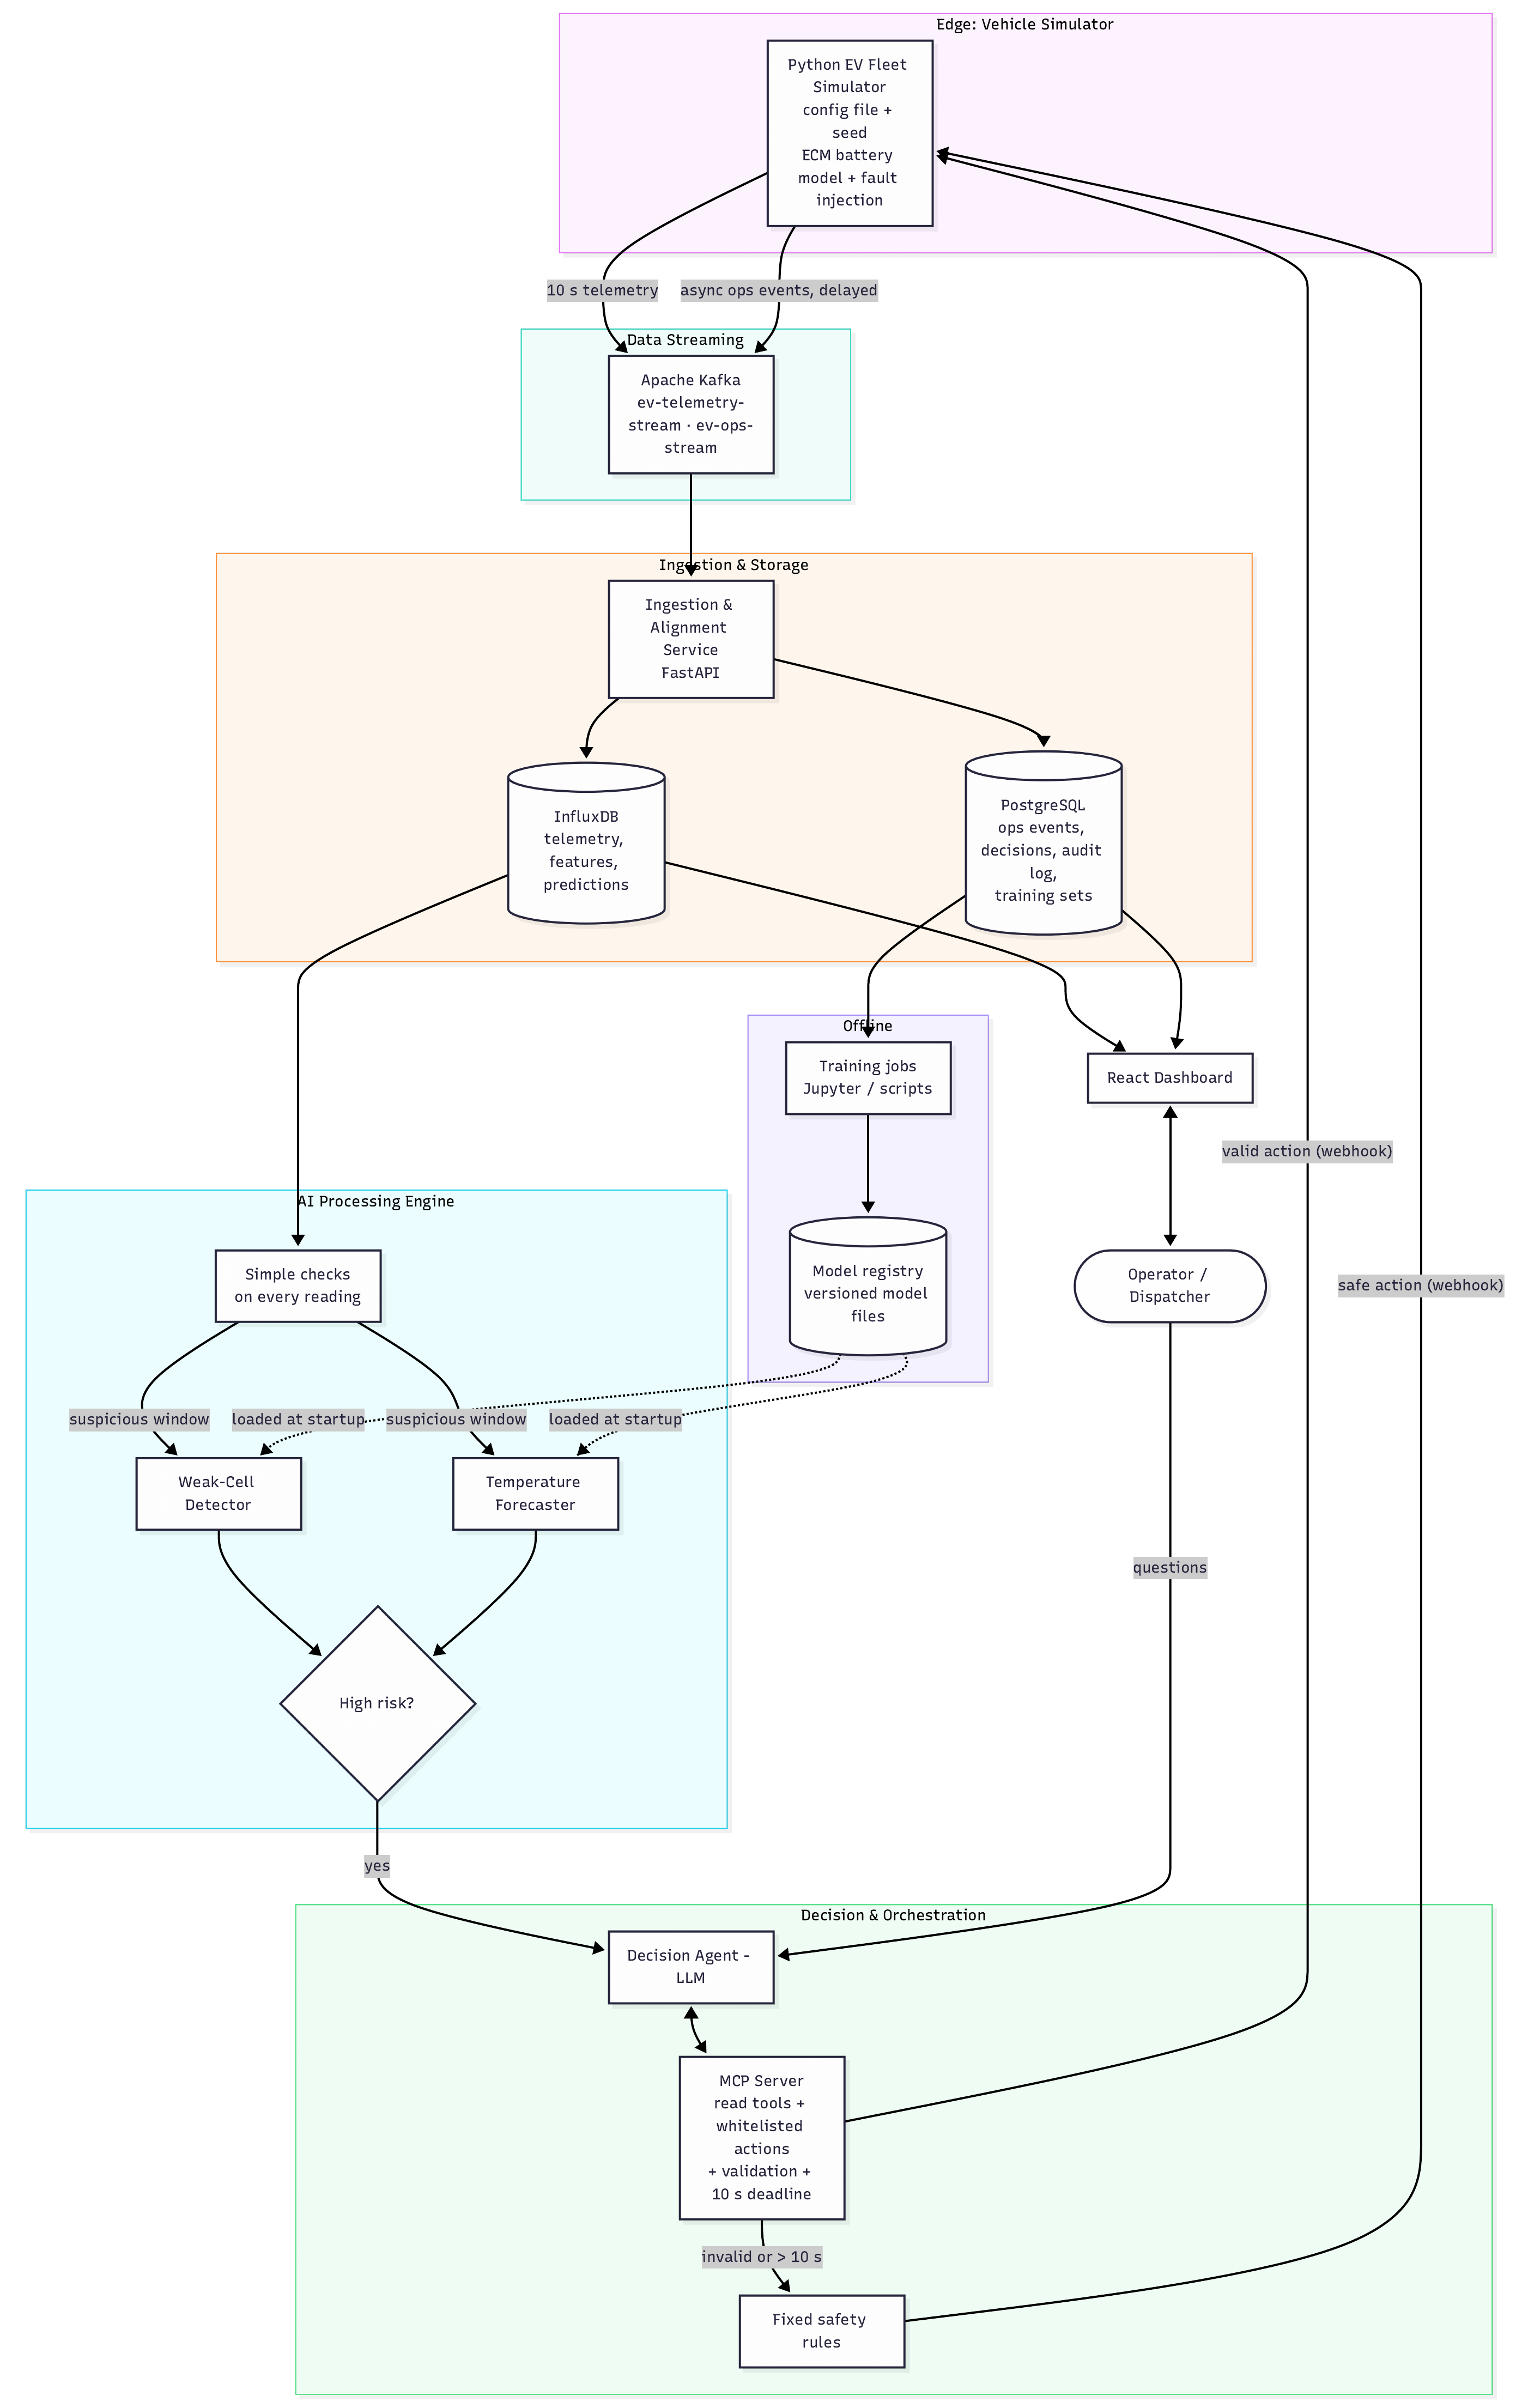 Edge: Vehicle Simulator
Python EV Fleet
Simulator
config file +
seed
ECM battery
model + fault
injection
10 s telemetry
async ops events, delayed
Data Streaming
Apache Kafka
ev-telemetry-
stream · ev-ops-
stream
Ingestion & Storage
Ingestion &
Alignment
Service
FastAPI
InfluxDB
telemetry,
features,
predictions
PostgreSQL
ops events,
decisions, audit
log,
training sets
Offline
Training jobs
Jupyter / scripts
React Dashboard
valid action (webhook)
AI Processing Engine
Simple checks
on every reading
Model registry
versioned model
files
Operator /
Dispatcher
safe action (webhook)
suspicious window
loaded at startup
suspicious window
loaded at startup
Weak-Cell
Detector
Temperature
Forecaster
questions
High risk?
yes
Decision & Orchestration
Decision Agent -
LLM
MCP Server
read tools +
whitelisted
actions
+ validation +
10 s deadline
invalid or > 10 s
Fixed safety
rules